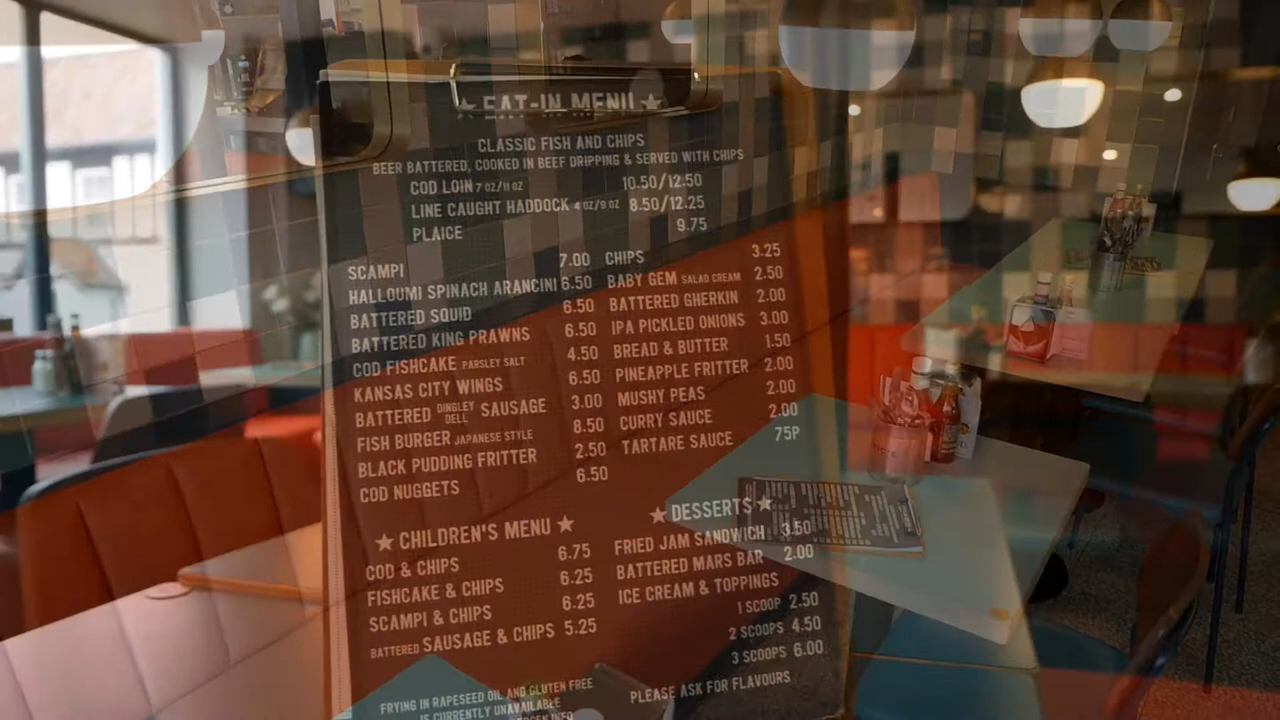 ★ EAT-IN MENU ★
CLASSIC FISH AND CHIPS
BEER BATTERED, COOKED IN BEEF DRIPPING & SERVED WITH CHIPS
COD LOIN 7 OZ/11 OZ 10.50/12.50
LINE CAUGHT HADDOCK 4 OZ/9 OZ 8.50/12.25
PLAICE 9.75
SCAMPI 7.00
HALLOUMI SPINACH ARANCINI 6.50
BATTERED SQUID 6.50
BATTERED KING PRAWNS 6.50
COD FISHCAKE PARSLEY SALT 4.50
KANSAS CITY WINGS 6.50
BATTERED DINGLEY DELL SAUSAGE 3.00
FISH BURGER JAPANESE STYLE 8.50
BLACK PUDDING FRITTER 2.50
COD NUGGETS 6.50
CHIPS 3.25
BABY GEM SALAD CREAM 2.50
BATTERED GHERKIN 2.00
IPA PICKLED ONIONS 3.00
BREAD & BUTTER 1.50
PINEAPPLE FRITTER 2.00
MUSHY PEAS 2.00
CURRY SAUCE 2.00
TARTARE SAUCE 75P
★ CHILDREN'S MENU ★
COD & CHIPS 6.75
FISHCAKE & CHIPS 6.25
SCAMPI & CHIPS 6.25
BATTERED SAUSAGE & CHIPS 5.25
★ DESSERTS ★
FRIED JAM SANDWICH 3.50
BATTERED MARS BAR 2.00
ICE CREAM & TOPPINGS
1 SCOOP 2.50
2 SCOOPS 4.50
3 SCOOPS 6.00
PLEASE ASK FOR FLAVOURS
FRYING IN RAPESEED OIL AND GLUTEN FREE
IS CURRENTLY UNAVAILABLE
INFO